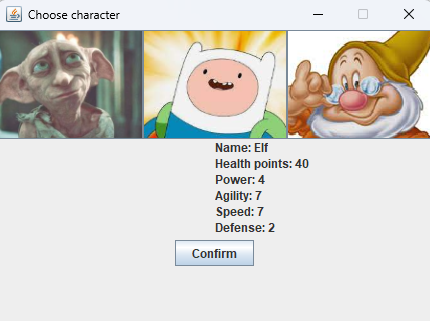 Choose character
Name: Elf
Health points: 40
Power: 4
Agility: 7
Speed: 7
Defense: 2
Confirm